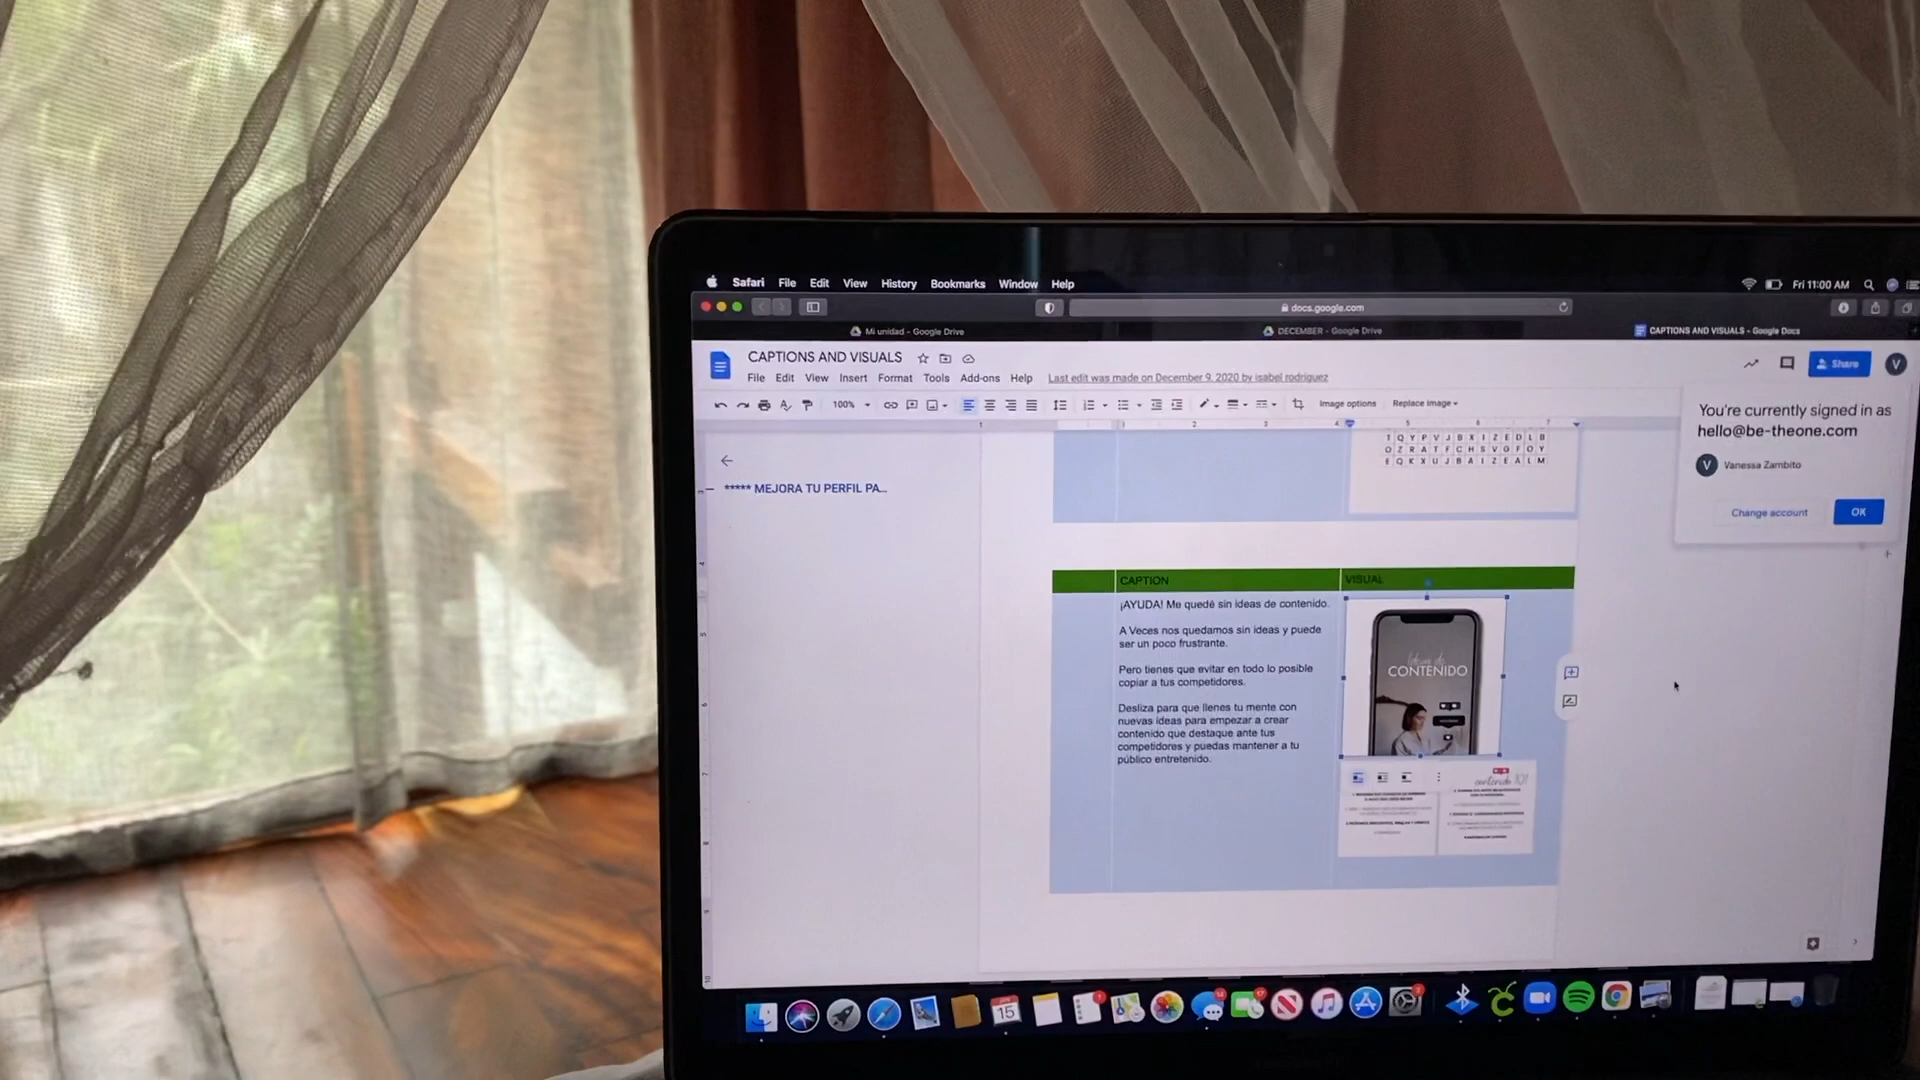 Safari File Edit View History Bookmarks Window Help
Fri 11:00 AM
docs.google.com
Mi unidad - Google Drive
DECEMBER - Google Drive
CAPTIONS AND VISUALS - Google Docs
CAPTIONS AND VISUALS
File Edit View Insert Format Tools Add-ons Help
Last edit was made on December 9, 2020 by isabel rodriguez
Share
V
100%
Image options
Replace image
You're currently signed in as
hello@be-theone.com
V
Vanessa Zambito
Change account
OK
***** MEJORA TU PERFIL PA...
T Q Y P V J B X I Z E D L B
O Z R A T F C H S V G F O Y
E Q K X U J B A I Z E A L M
CAPTION
VISUAL
¡AYUDA! Me quedé sin ideas de contenido.
A Veces nos quedamos sin ideas y puede
ser un poco frustrante.
Pero tienes que evitar en todo lo posible
copiar a tus competidores.
Desliza para que llenes tu mente con
nuevas ideas para empezar a crear
contenido que destaque ante tus
competidores y puedas mantener a tu
público entretenido.
Ideas de
CONTENIDO
contenido 101
15